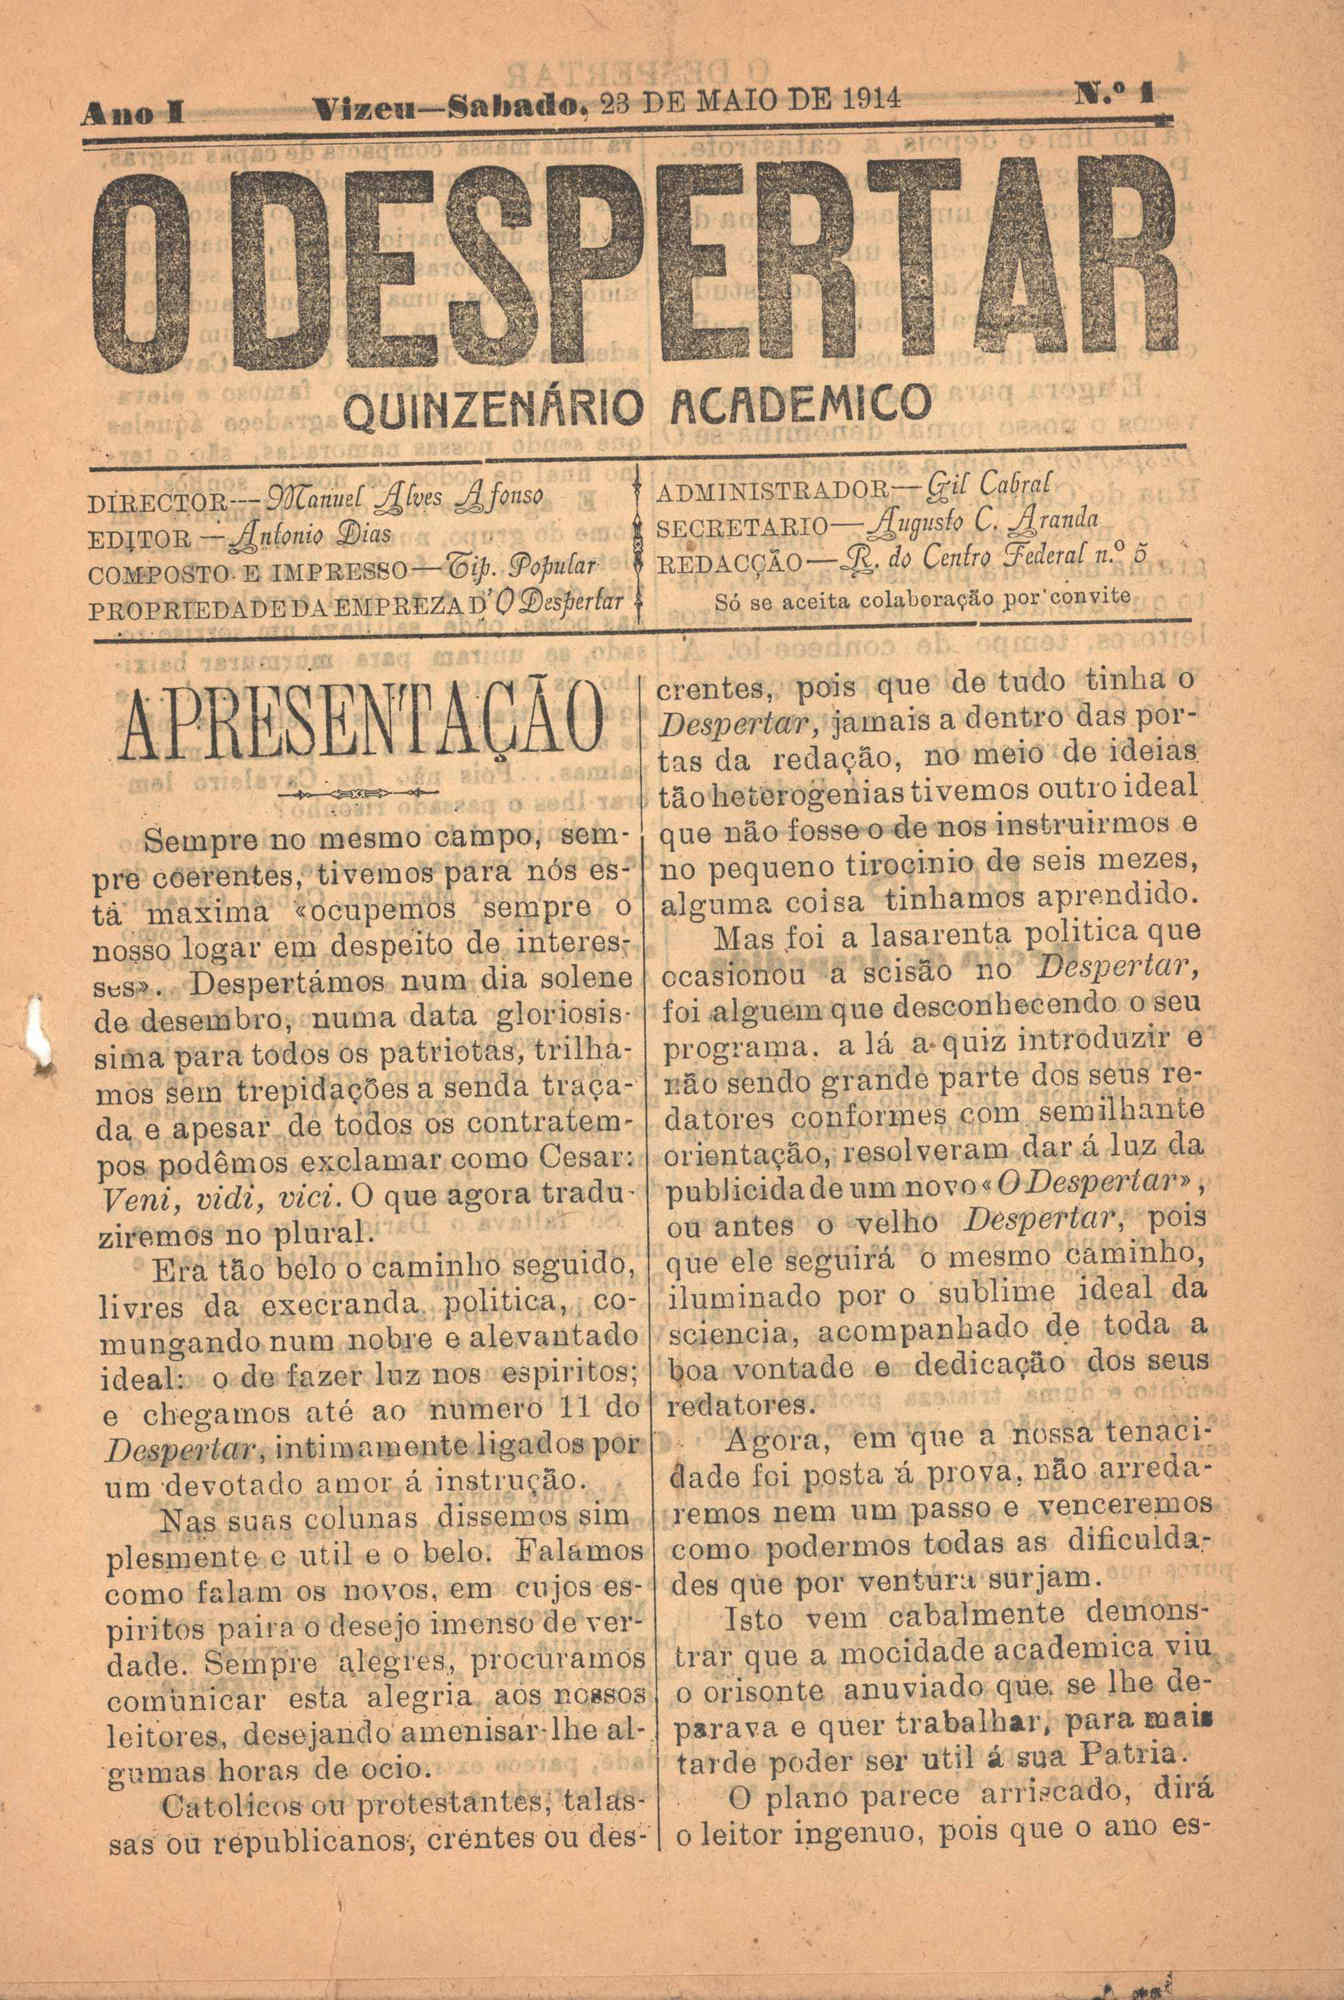 Ano I Vizeu—Sabado, 23 DE MAIO DE 1914 N.º 1
O DESPERTAR
QUINZENÁRIO ACADEMICO
DIRECTOR—Manuel Alves Afonso
EDITOR—Antonio Dias
COMPOSTO E IMPRESSO—Tip. Popular
PROPRIEDADE DA EMPREZA D'O Despertar
ADMINISTRADOR—Gil Cabral
SECRETARIO—Augusto C. Aranda
REDACÇÃO—R. do Centro Federal n.º 5
Só se aceita colaboração por convite
APRESENTAÇÃO
Sempre no mesmo campo, sem-
pre coerentes, tivemos para nós es-
tá maxima «ocupemos sempre o
nosso logar em despeito de interes-
ses». Despertámos num dia solene
de desembro, numa data gloriosis-
sima para todos os patriotas, trilha-
mos sem trepidações a senda traça-
da e apesar de todos os contratem-
pos podêmos exclamar como Cesar:
Veni, vidi, vici. O que agora tradu-
ziremos no plural.
Era tão belo o caminho seguido,
livres da execranda politica, co-
mungando num nobre e alevantado
ideal: o de fazer luz nos espiritos;
e chegamos até ao numero 11 do
Despertar, intimamente ligados por
um devotado amor á instrução.
Nas suas colunas dissemos sim
plesmente o util e o belo. Falamos
como falam os novos, em cujos es-
piritos paira o desejo imenso de ver-
dade. Sempre alegres, procuramos
comunicar esta alegria aos nossos
leitores, desejando amenisar-lhe al-
gumas horas de ocio.
Catolicos ou protestantes, talas-
sas ou republicanos, crentes ou des-
crentes, pois que de tudo tinha o
Despertar, jamais a dentro das por-
tas da redação, no meio de ideias
tão heterogenias tivemos outro ideal
que não fosse o de nos instruirmos e
no pequeno tirocinio de seis mezes,
alguma coisa tinhamos aprendido.
Mas foi a lasarenta politica que
ocasionou a scisão no Despertar,
foi alguem que desconhecendo o seu
programa. a lá a quiz introduzir e
não sendo grande parte dos seus re-
datores conformes com semilhante
orientação, resolveram dar á luz da
publicidade um novo «O Despertar»,
ou antes o velho Despertar, pois
que ele seguirá o mesmo caminho,
iluminado por o sublime ideal da
sciencia, acompanhado de toda a
boa vontade e dedicação dos seus
redatores.
Agora, em que a nossa tenaci-
dade foi posta á prova, não arreda-
remos nem um passo e venceremos
como podermos todas as dificulda-
des que por ventura surjam.
Isto vem cabalmente demons-
trar que a mocidade academica viu
o orisonte anuviado que se lhe de-
parava e quer trabalhar, para mais
tarde poder ser util á sua Patria.
O plano parece arriscado, dirá
o leitor ingenuo, pois que o ano es-